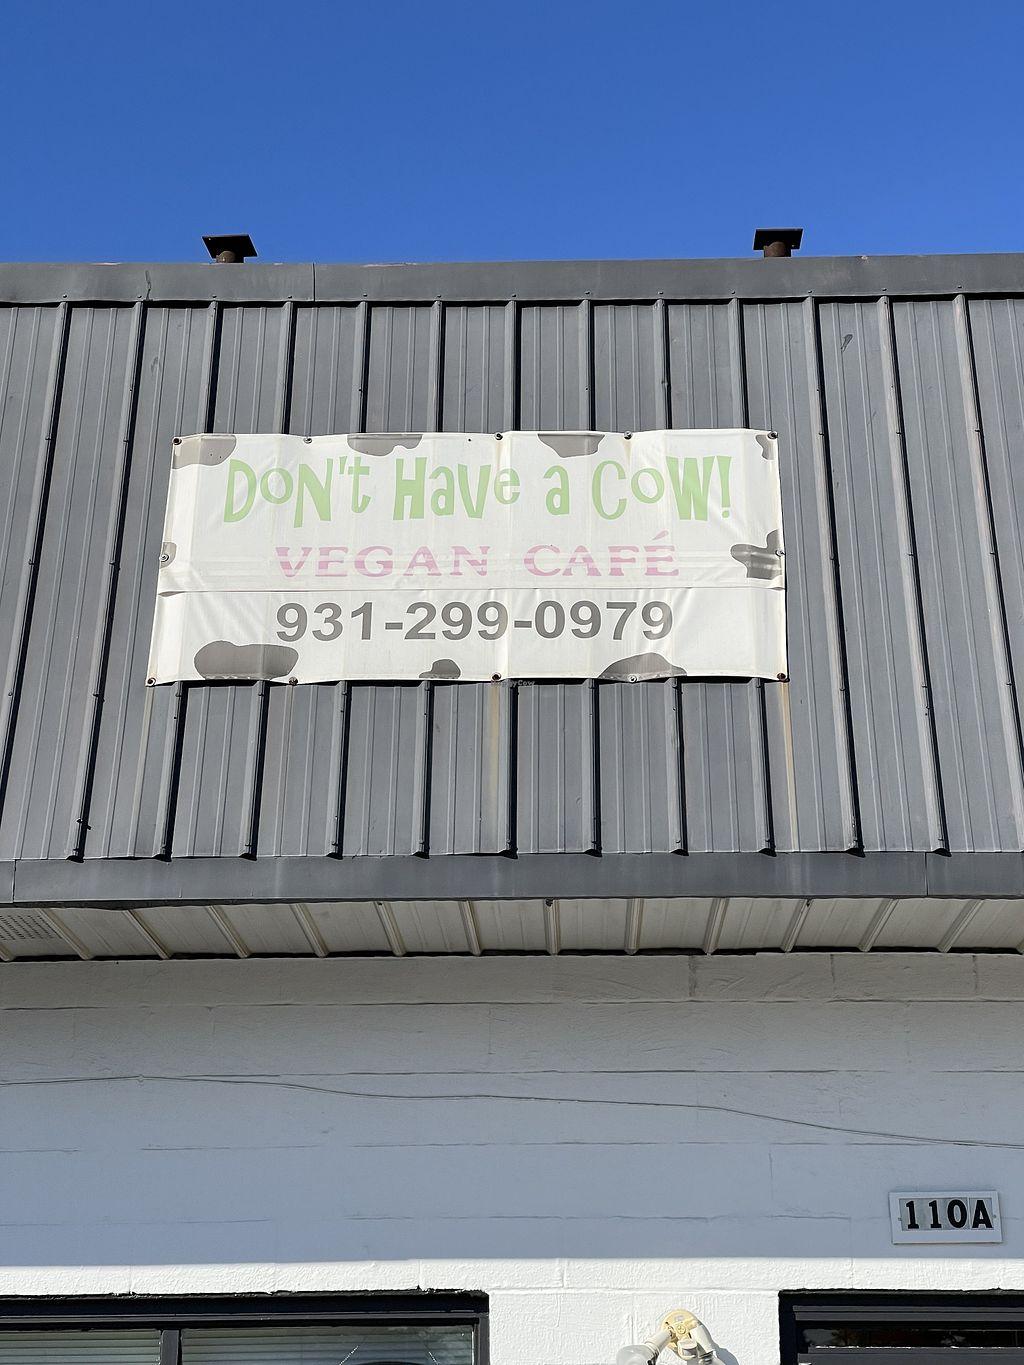 DoN't Have a CoW!
VEGAN CAFÉ
931-299-0979
110A